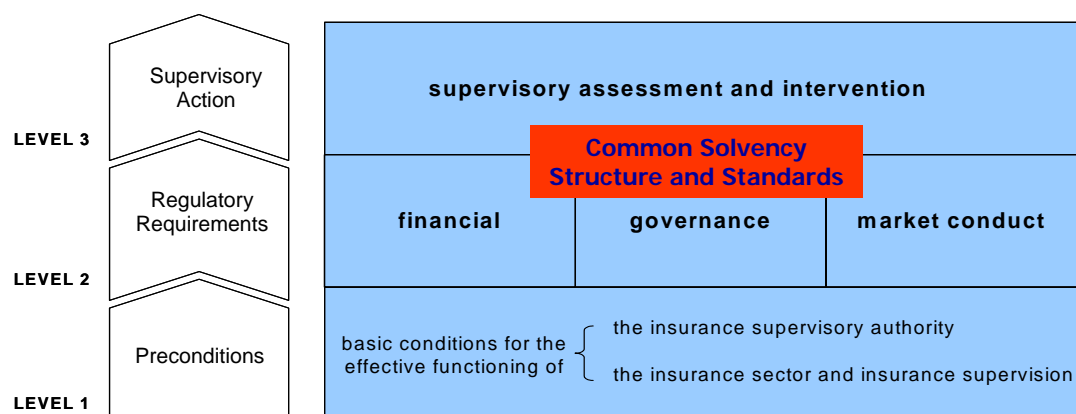 Supervisory
Action
supervisory assessment and intervention
LEVEL 3
Common Solvency
Structure and Standards
Regulatory
Requirements
financial
governance
market conduct
LEVEL 2
Preconditions
basic conditions for the
effective functioning of
the insurance supervisory authority
the insurance sector and insurance supervision
LEVEL 1